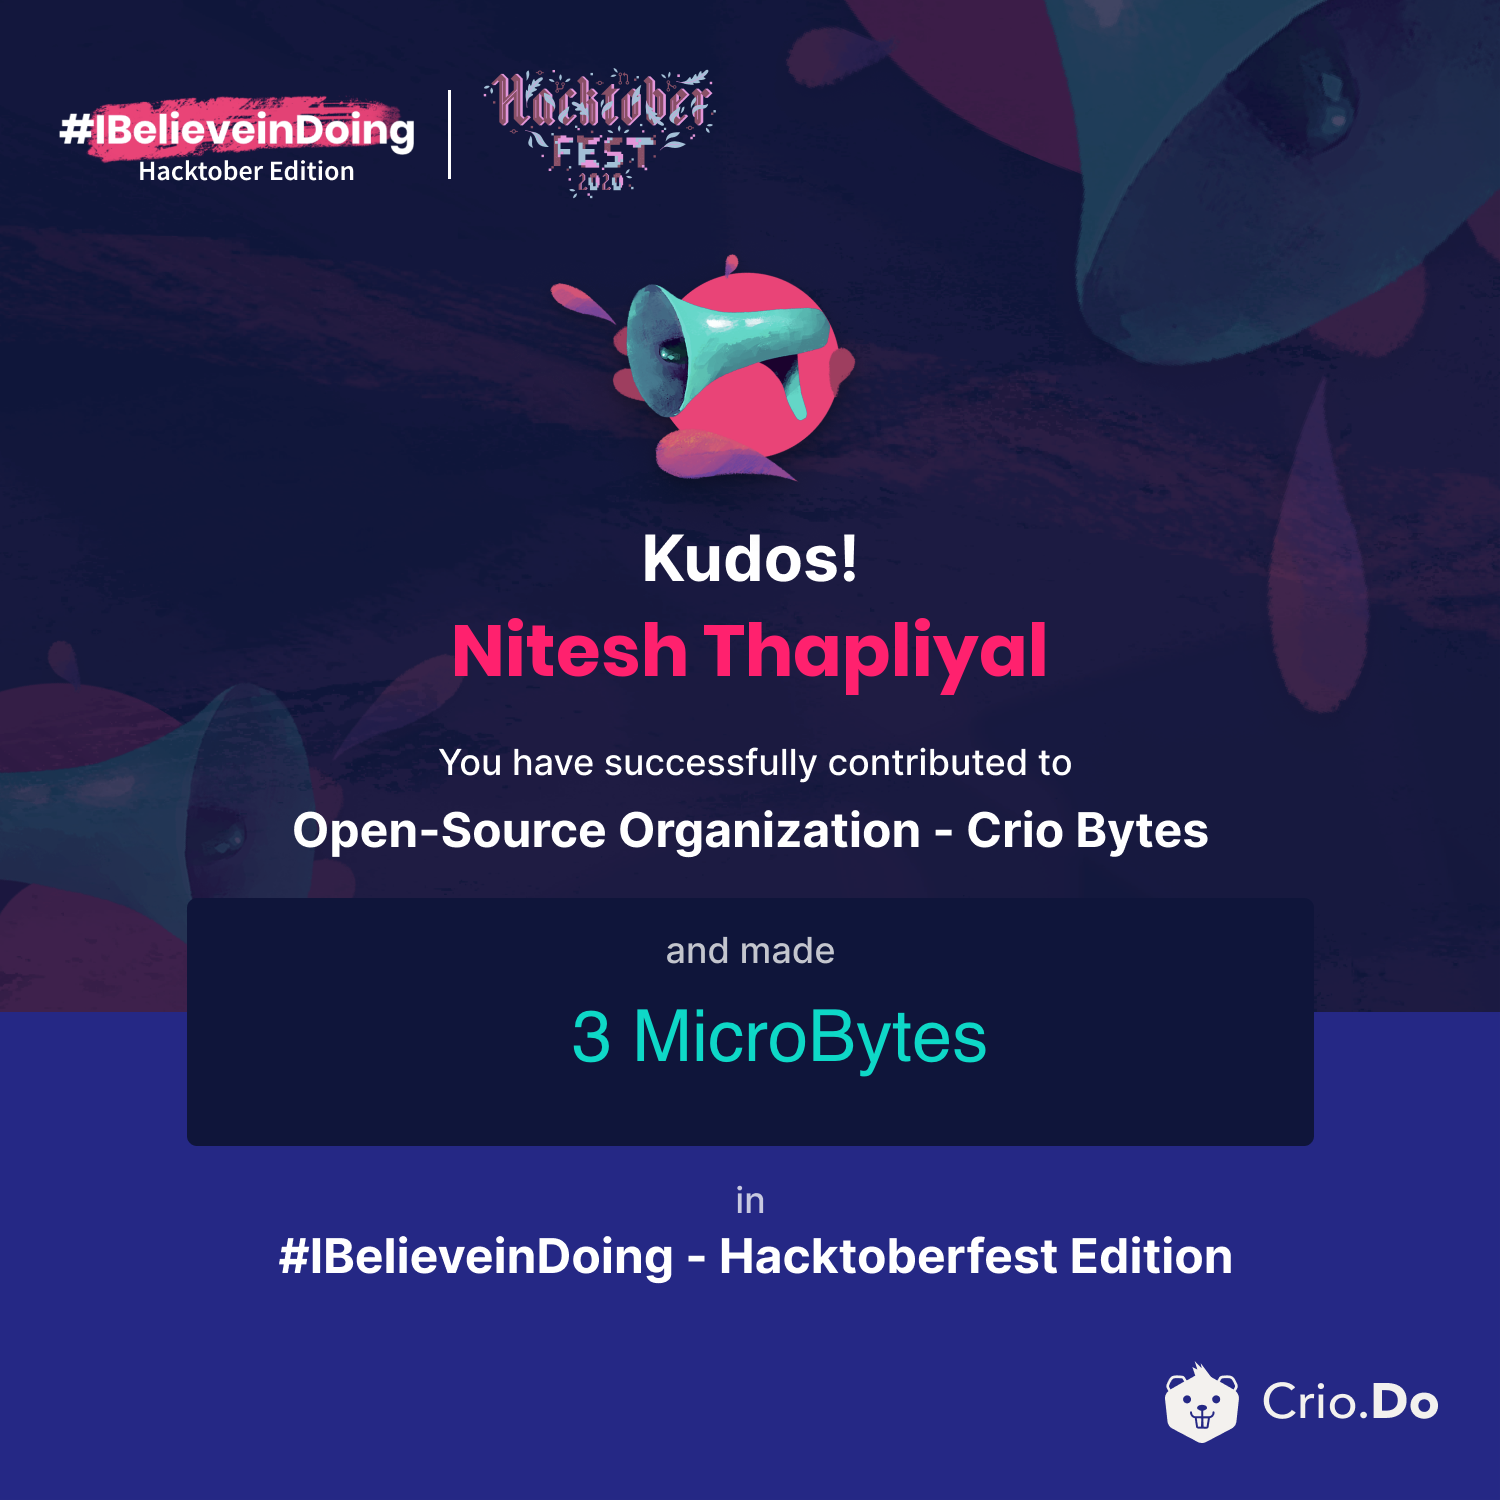 #IBelieveinDoing
Hacktober Edition
Hacktober
FEST
2020
Kudos!
Nitesh Thapliyal
You have successfully contributed to
Open-Source Organization - Crio Bytes
and made
3 MicroBytes
in
#IBelieveinDoing - Hacktoberfest Edition
Crio.Do